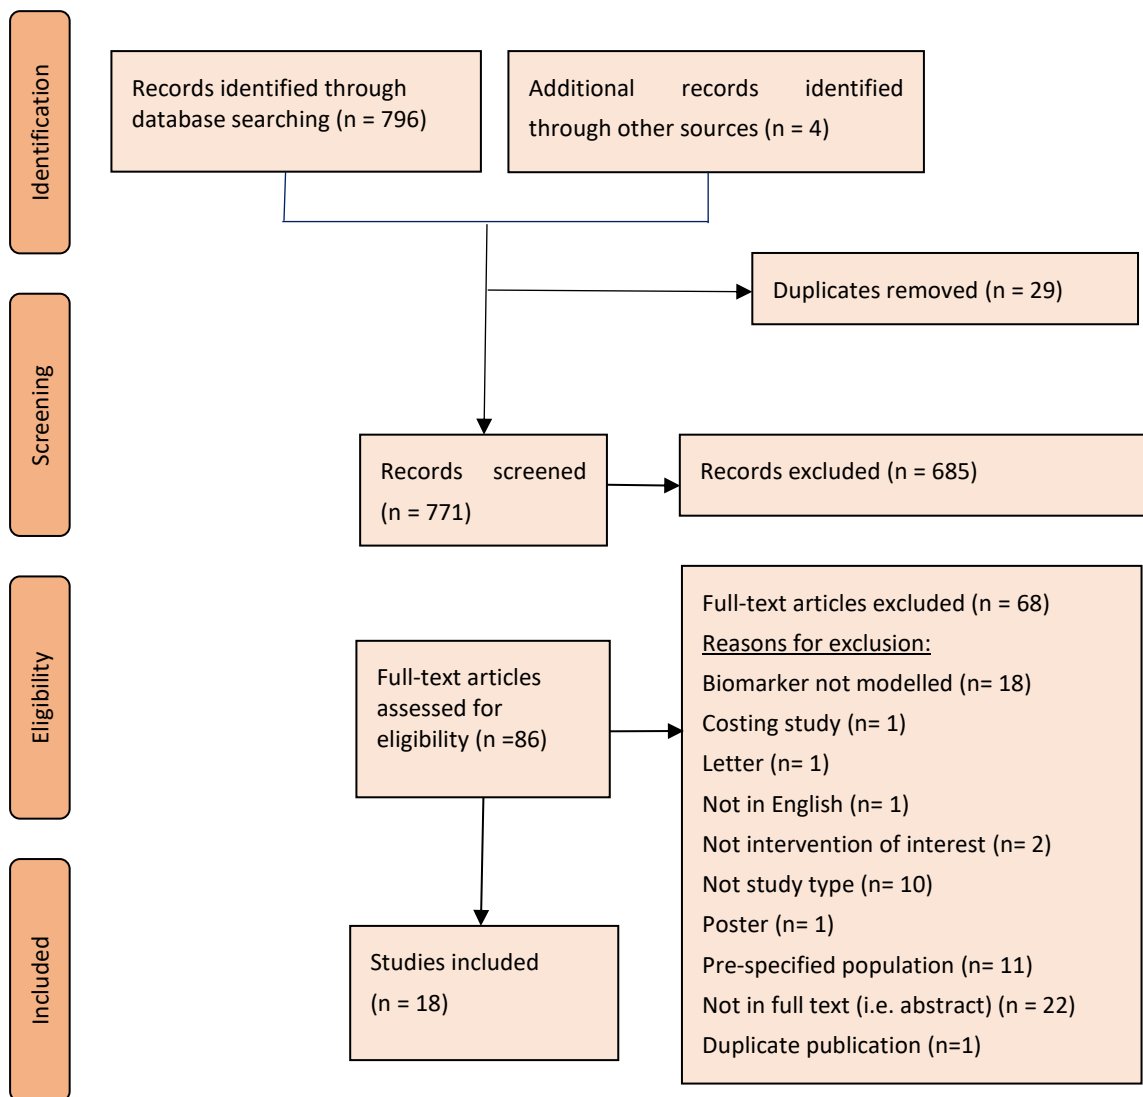 Identification
Records identified through
database searching (n = 796)
Additional records identified
through other sources (n = 4)
Duplicates removed (n = 29)
Screening
Records screened
(n = 771)
Records excluded (n = 685)
Eligibility
Full-text articles
assessed for
eligibility (n =86)
Full-text articles excluded (n = 68)
Reasons for exclusion:
Biomarker not modelled (n= 18)
Costing study (n= 1)
Letter (n= 1)
Not in English (n= 1)
Not intervention of interest (n= 2)
Not study type (n= 10)
Poster (n= 1)
Pre-specified population (n= 11)
Not in full text (i.e. abstract) (n = 22)
Duplicate publication (n=1)
Included
Studies included
(n = 18)